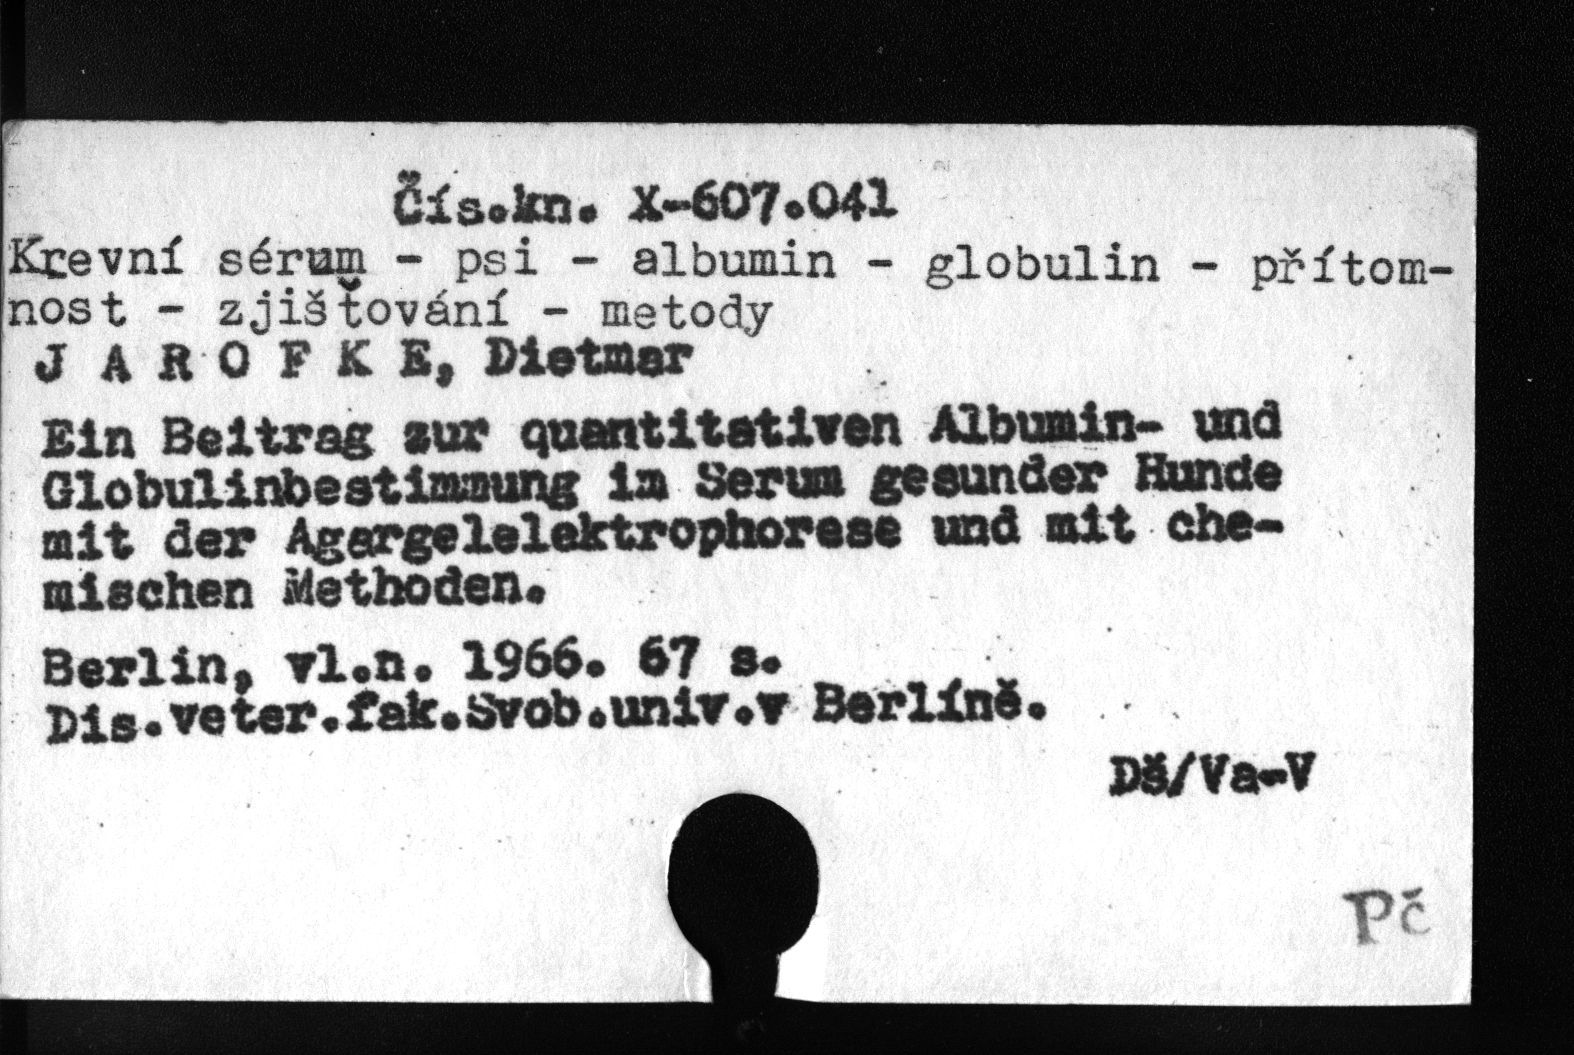 Čís.kn. X-607.041
Krevní sérum - psi - albumin - globulin - přítom-
nost - zjišťování - metody
J A R O F K E, Dietmar
Ein Beitrag zur quantitativen Albumin- und
Globulinbestimmung im Serum gesunder Hunde
mit der Agargelelektrophorese und mit che-
mischen Methoden.
Berlin, vl.n. 1966. 67 s.
Dis.veter.fak.Svob.univ.v Berlíně.
Dš/Va-V
Pč